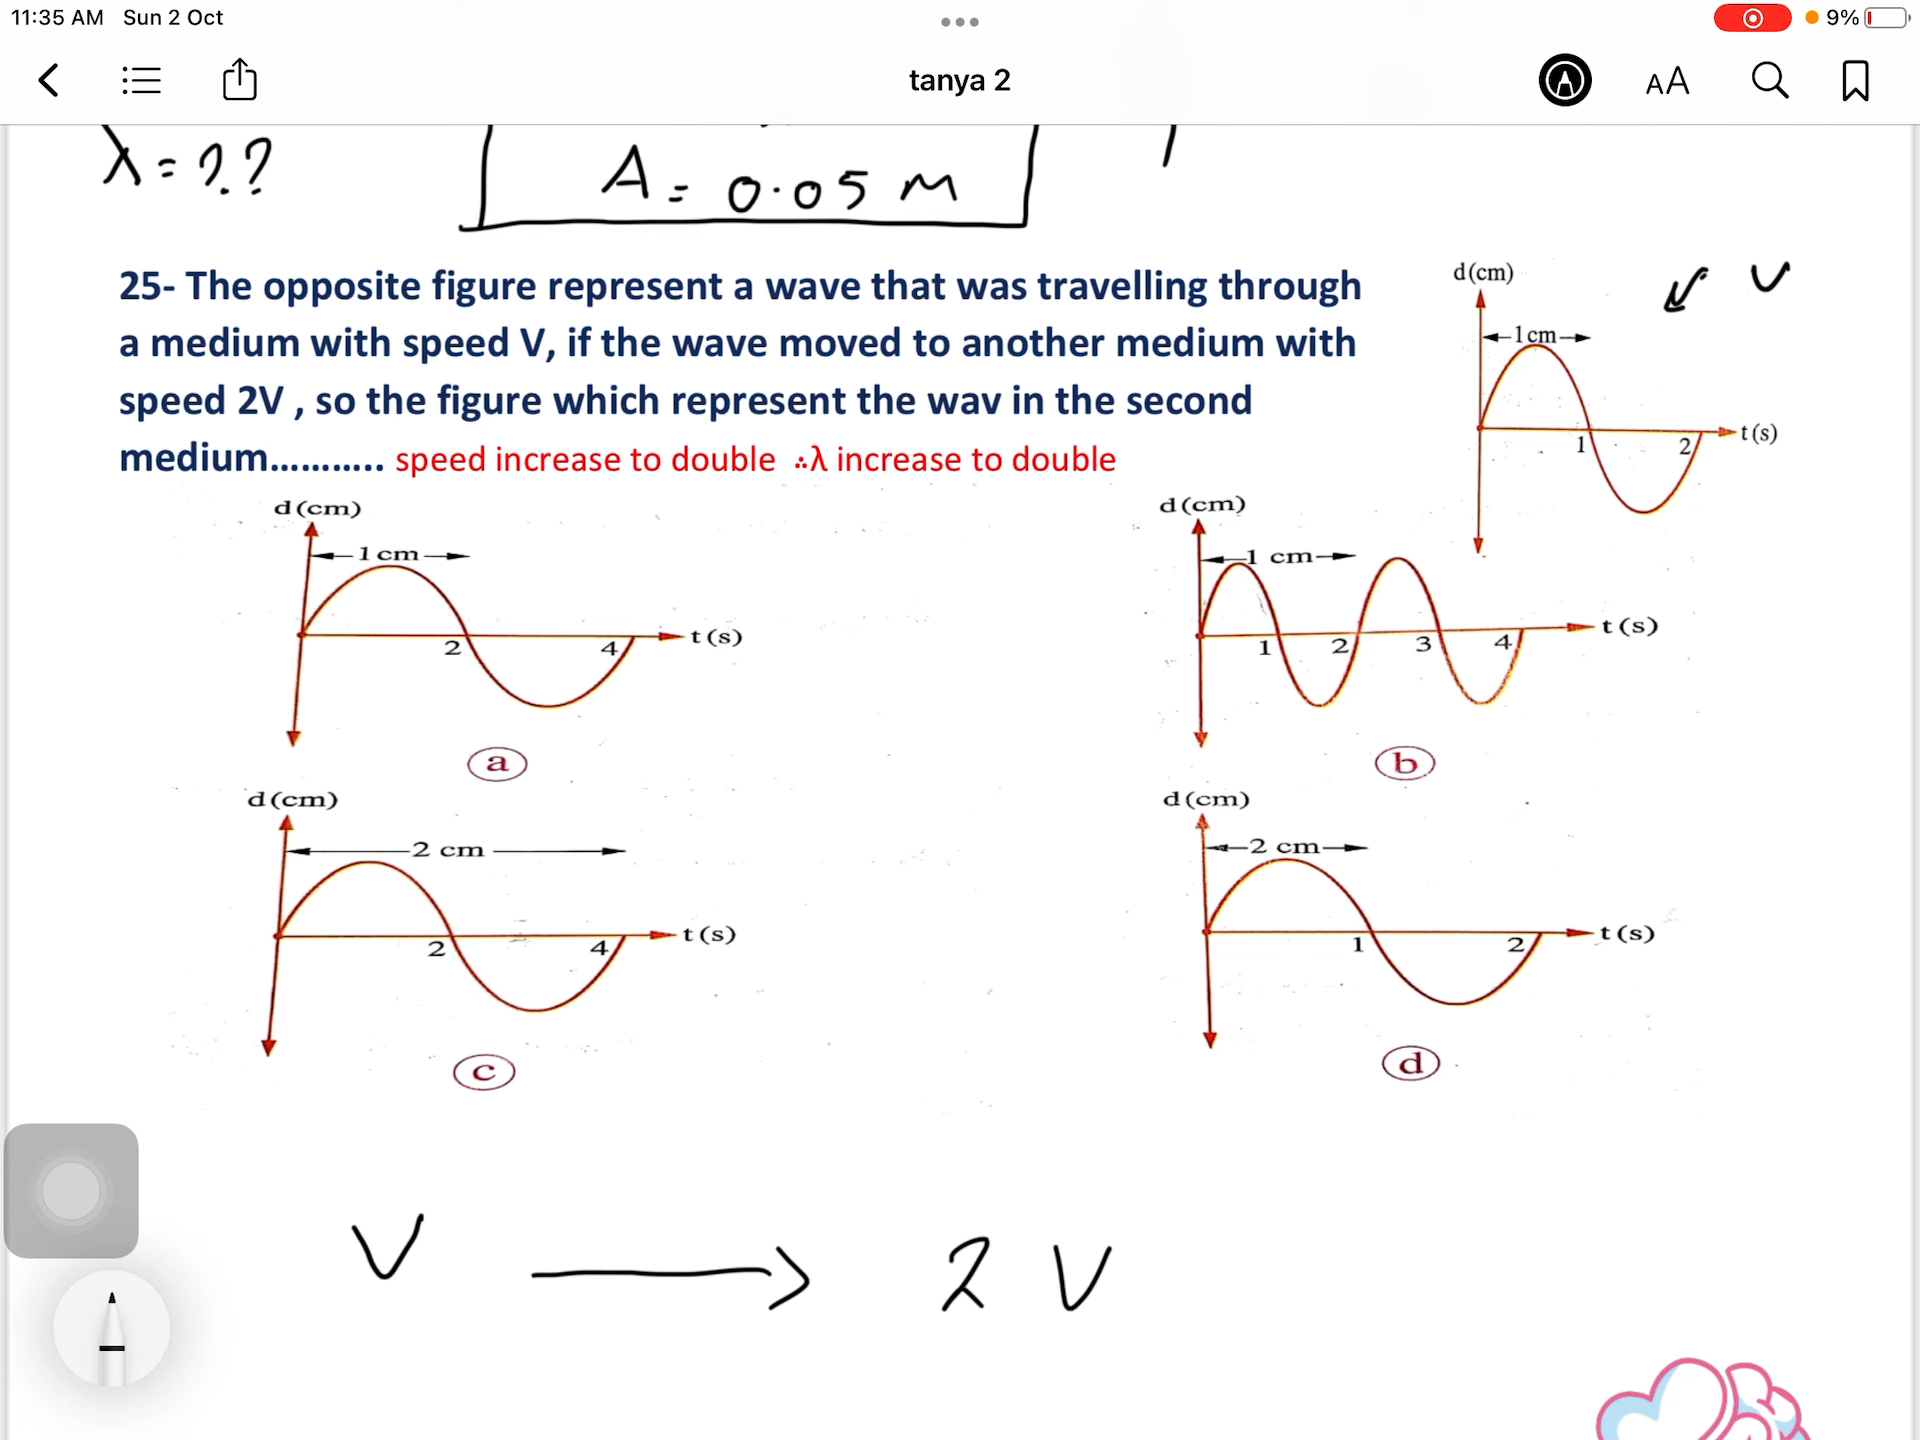 11:35 AM Sun 2 Oct
9%
tanya 2
AA
λ = ??
A = 0.05 M
25- The opposite figure represent a wave that was travelling through
a medium with speed V, if the wave moved to another medium with
speed 2V , so the figure which represent the wav in the second
medium........... speed increase to double ∴λ increase to double
d(cm)
V
1cm
1
2
t(s)
d(cm)
1 cm
2
4
t(s)
a
d(cm)
1 cm
1
2
3
4
t(s)
b
d(cm)
2 cm
2
4
t(s)
c
d(cm)
2 cm
1
2
t(s)
d
V → 2 V